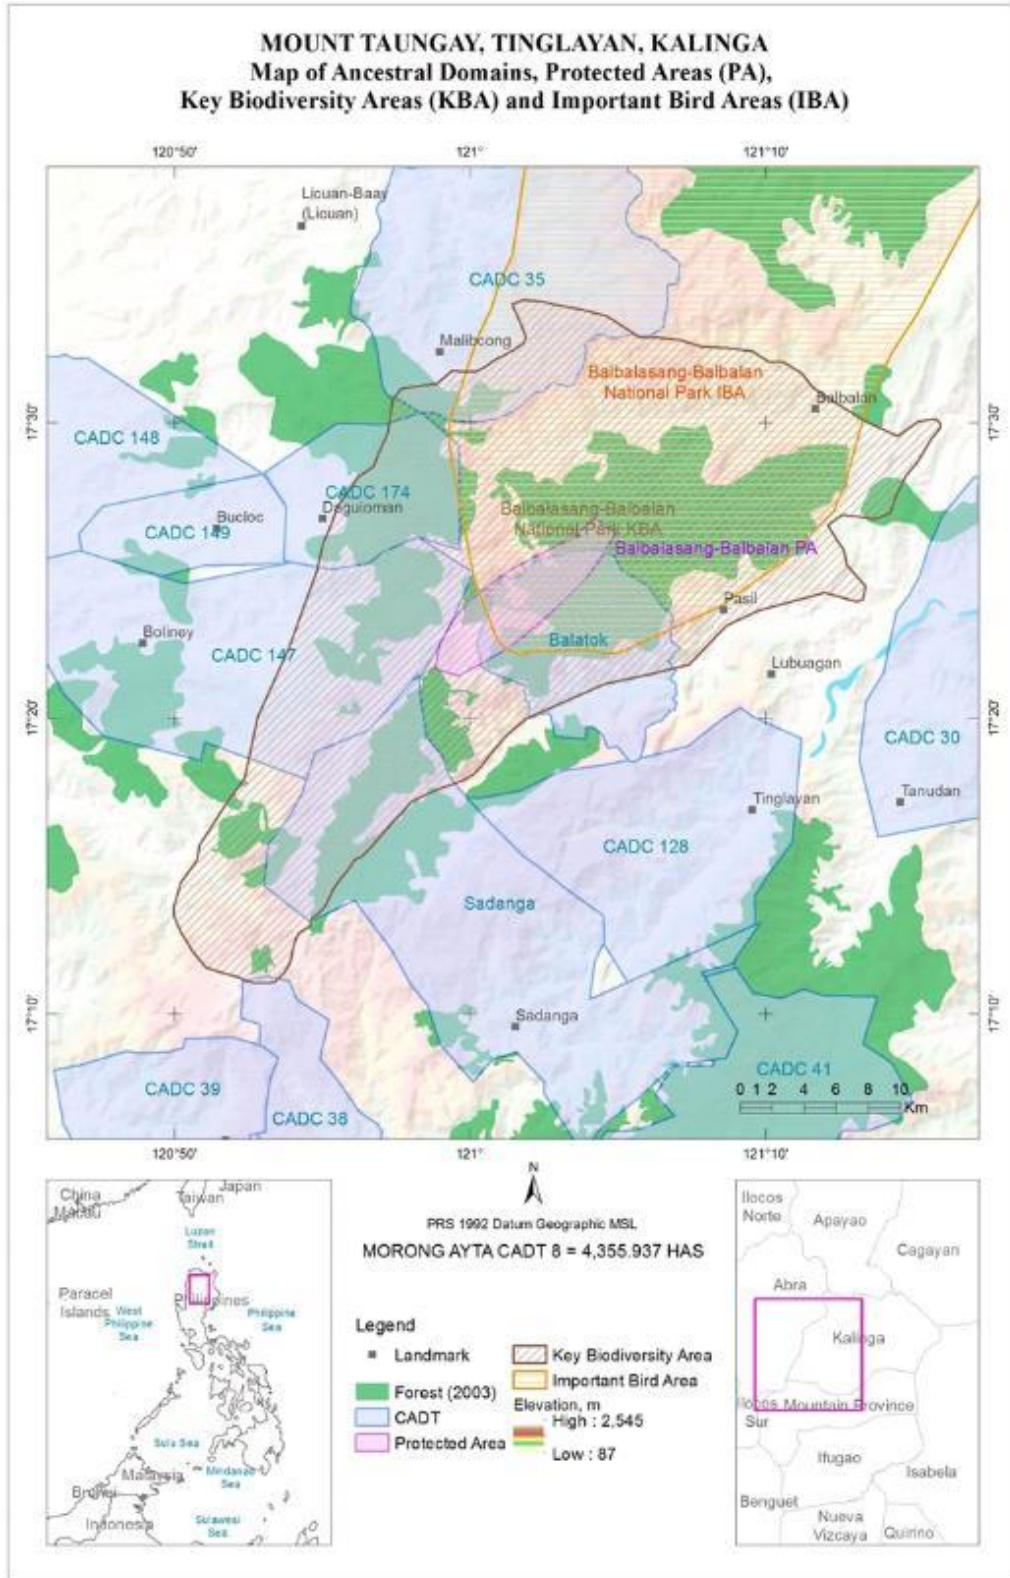 MOUNT TAUNGAY, TINGLAYAN, KALINGA
Map of Ancestral Domains, Protected Areas (PA),
Key Biodiversity Areas (KBA) and Important Bird Areas (IBA)
120°50'
121°
121°10'
Licuan-Baay
(Licuan)
CADC 35
Malibcong
Balbalasang-Balbalan
National Park IBA
Balbalan
17°30'
17°30'
CADC 148
CADC 174
Daguioman
Bucloc
CADC 149
Balbalasang-Balbalan
National Park KBA
Balbalasang-Balbalan PA
Pasil
Boliney
Balatok
CADC 147
Lubuagan
17°20'
17°20'
CADC 30
Tanudan
Tinglayan
CADC 128
Sadanga
17°10'
17°10'
Sadanga
CADC 41
CADC 39
CADC 38
0 1 2 4 6 8 10
Km
120°50'
121°
121°10'
China
Macau
Taiwan
Japan
Luzon
Strait
Paracel
Islands
West
Philippine
Sea
Philippines
Philippine
Sea
Sulu Sea
Malaysia
Mindanao
Sea
Brunei
Indonesia
Sulawesi
Sea
N
PRS 1992 Datum Geographic MSL
MORONG AYTA CADT 8 = 4,355.937 HAS
Legend
Landmark
Forest (2003)
CADT
Protected Area
Key Biodiversity Area
Important Bird Area
Elevation, m
High : 2,545
Low : 87
Ilocos
Norte
Apayao
Cagayan
Abra
Kalinga
Ilocos
Sur
Mountain Province
Ifugao
Isabela
Benguet
Nueva
Vizcaya
Quirino